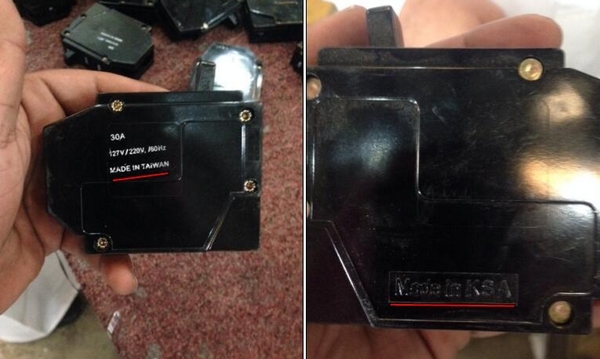 30A
127V/220V, /60Hz
MADE IN TAIWAN
Made in KSA